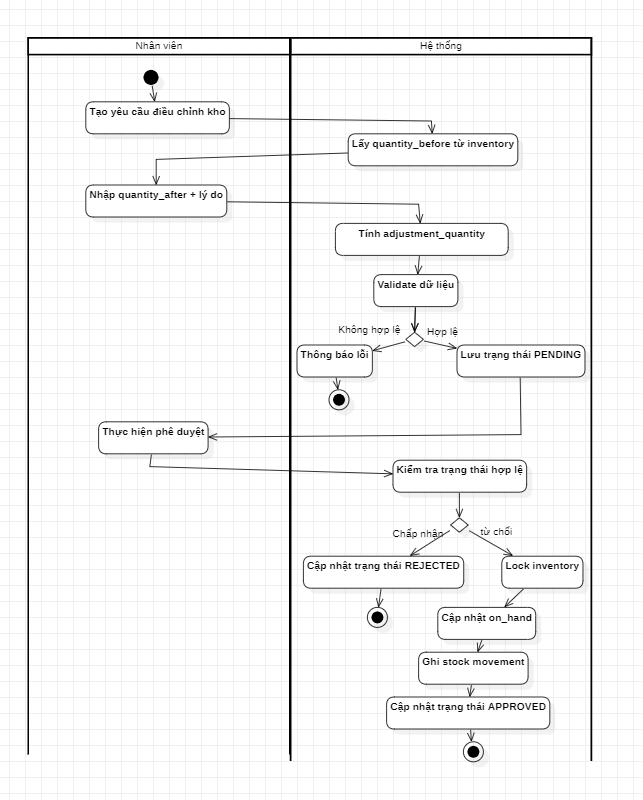 Nhân viên
Hệ thống
Tạo yêu cầu điều chỉnh kho
Lấy quantity_before từ inventory
Nhập quantity_after + lý do
Tính adjustment_quantity
Validate dữ liệu
Không hợp lệ
Hợp lệ
Thông báo lỗi
Lưu trạng thái PENDING
Thực hiện phê duyệt
Kiểm tra trạng thái hợp lệ
Chấp nhận
từ chối
Cập nhật trạng thái REJECTED
Lock inventory
Cập nhật on_hand
Ghi stock movement
Cập nhật trạng thái APPROVED